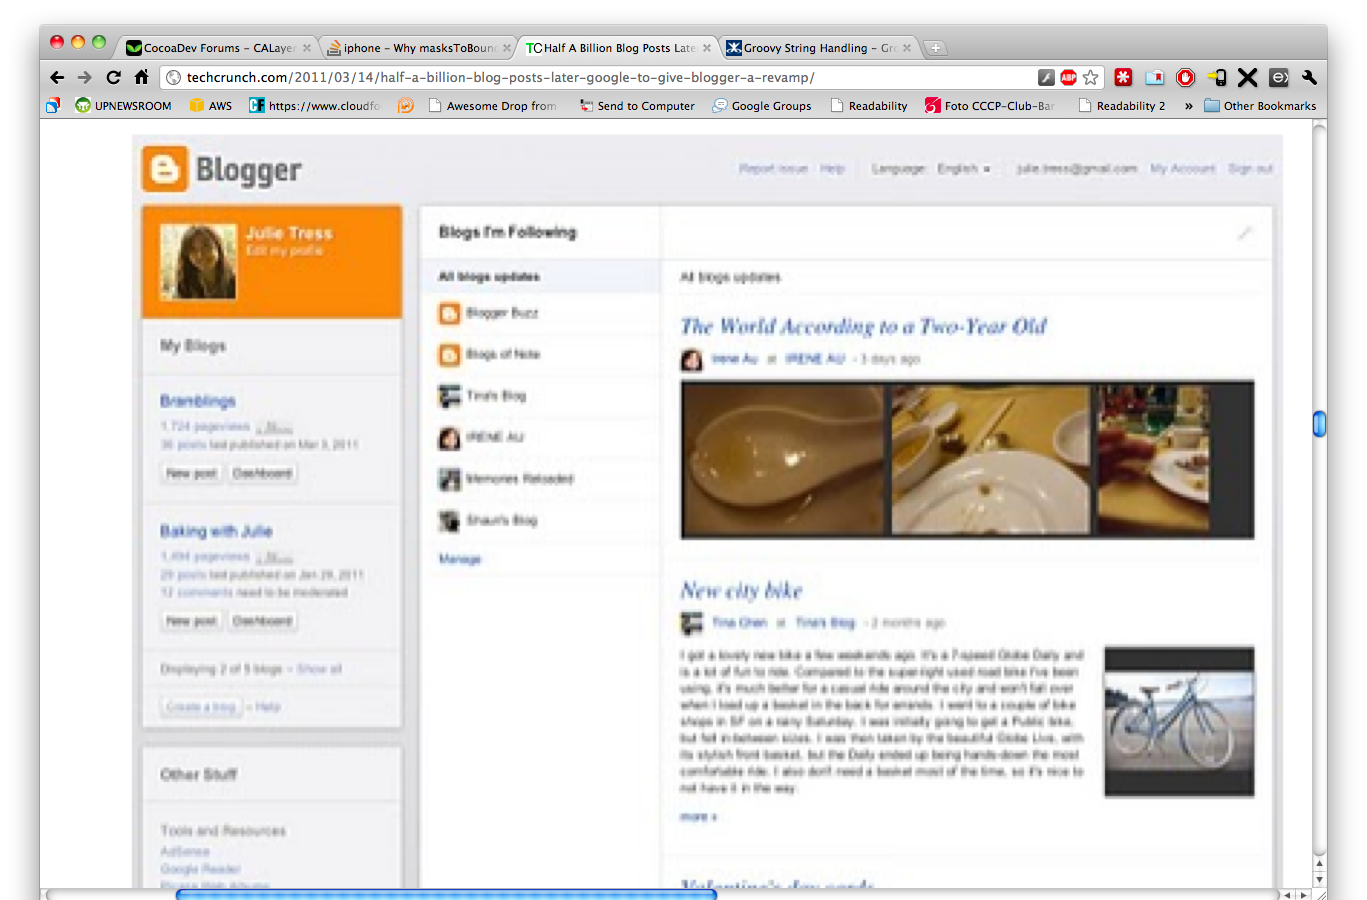 CocoaDev Forums – CALayer
iphone – Why masksToBound
TC Half A Billion Blog Posts Late
Groovy String Handling – Gr
techcrunch.com/2011/03/14/half-a-billion-blog-posts-later-google-to-give-blogger-a-revamp/
ABP
UPNEWSROOM
AWS
https://www.cloudfo
Awesome Drop from
Send to Computer
Google Groups
Readability
Foto CCCP-Club-Bar
Readability 2
»
Other Bookmarks
Blogger
Report issue Help Language: English julie.tress@gmail.com My Account Sign out
Julie Tress
Edit my profile
My Blogs
Bramblings
1,724 pageviews
36 posts last published on Mar 3, 2011
New post Dashboard
Baking with Julie
1,494 pageviews
29 posts last published on Jan 29, 2011
12 comments need to be moderated
New post Dashboard
Displaying 2 of 5 blogs – Show all
Create a blog – Help
Other Stuff
Tools and Resources
AdSense
Google Reader
Picasa Web Albums
Blogs I'm Following
All blogs updates
Blogger Buzz
Blogs of Note
Tina's Blog
IRENE AU
Memories Reloaded
Shaun's Blog
Manage
All blogs updates
The World According to a Two-Year Old
Irene Au at IRENE AU - 3 days ago
New city bike
Tina Chen at Tina's Blog - 2 months ago
I got a lovely new bike a few weekends ago. It's a 7-speed Globe Daily and
is a lot of fun to ride. Compared to the super-light used road bike I've been
using, it's much better for a casual ride around the city and won't fall over
when I load up a basket in the back for errands. I went to a couple of bike
shops in SF on a rainy Saturday. I was initially going to get a Public bike,
but fell in-between sizes. I was then taken by the beautiful Globe Live, with
its stylish front basket, but the Daily ended up being hands-down the most
comfortable ride. I also don't need a basket most of the time, so it's nice to
not have it in the way.
more »
Valentine's day cards